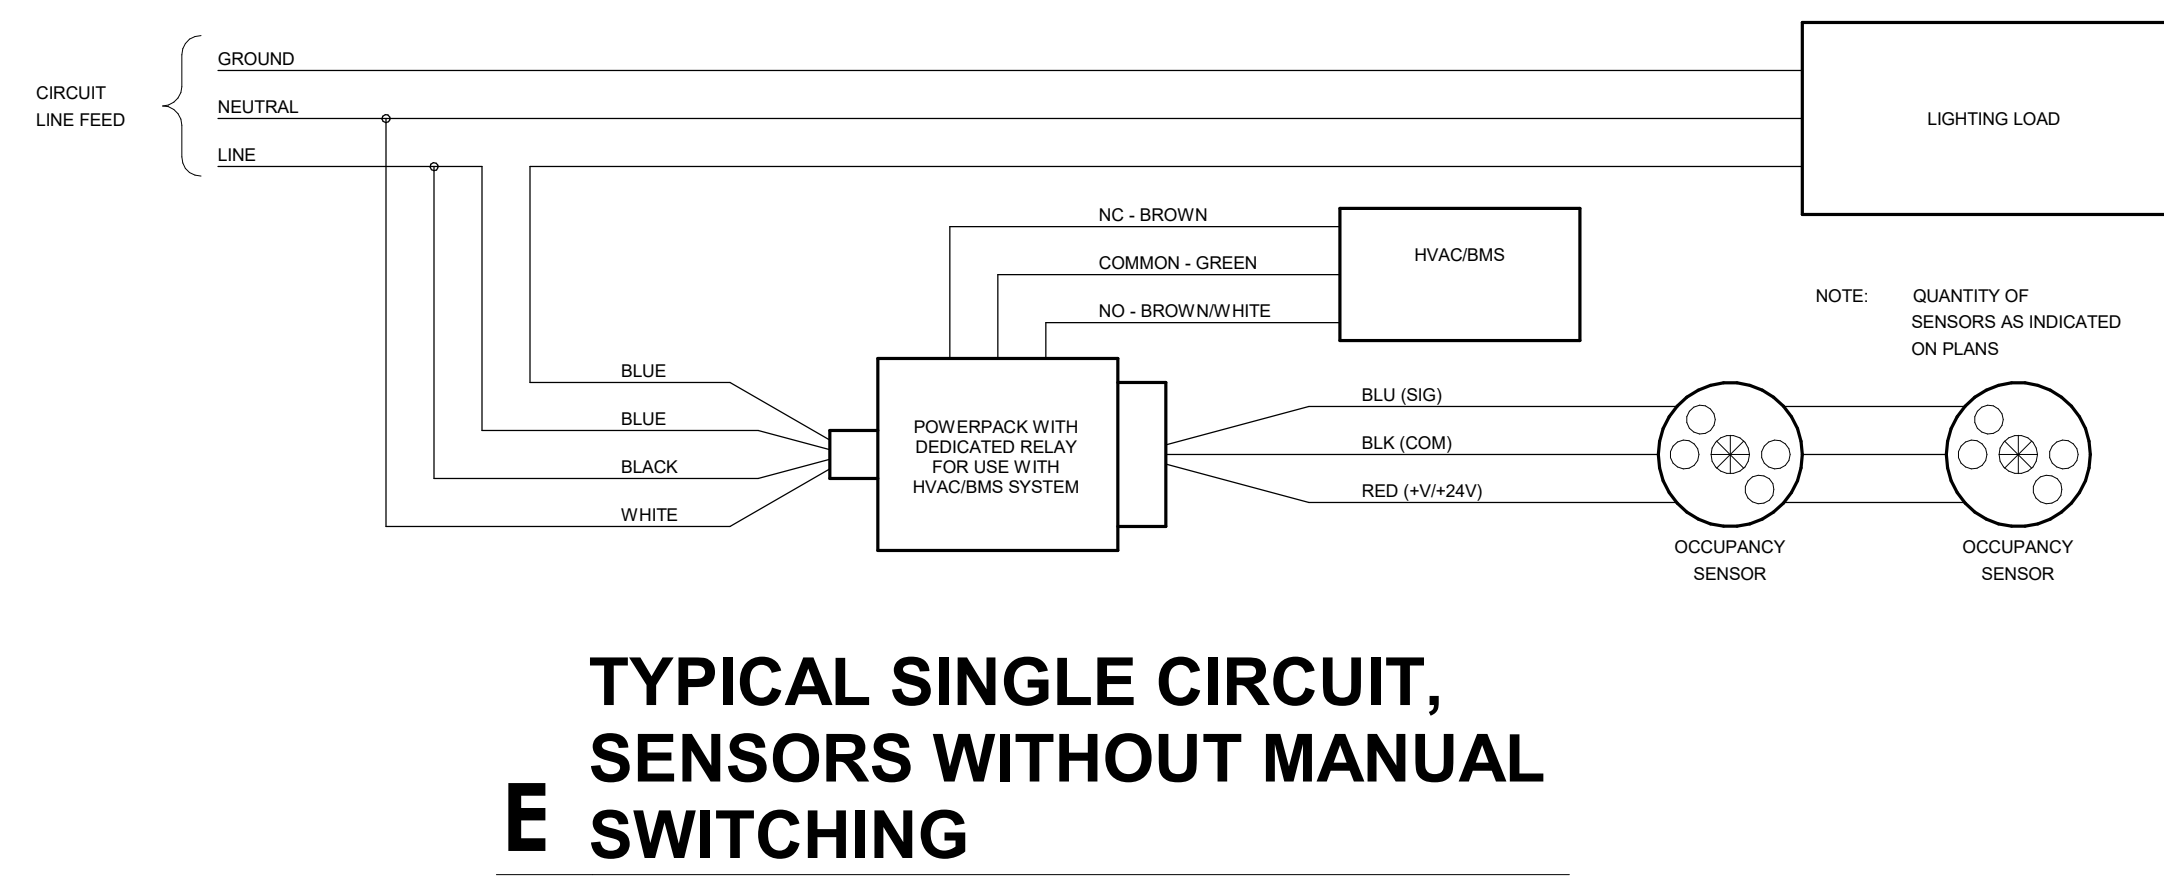 GROUND
CIRCUIT
LINE FEED
NEUTRAL
LINE
LIGHTING LOAD
NC - BROWN
COMMON - GREEN
NO - BROWN/WHITE
HVAC/BMS
NOTE: QUANTITY OF
SENSORS AS INDICATED
ON PLANS
BLUE
BLUE
BLACK
WHITE
POWERPACK WITH
DEDICATED RELAY
FOR USE WITH
HVAC/BMS SYSTEM
BLU (SIG)
BLK (COM)
RED (+V/+24V)
OCCUPANCY
SENSOR
OCCUPANCY
SENSOR
E
TYPICAL SINGLE CIRCUIT,
SENSORS WITHOUT MANUAL
SWITCHING